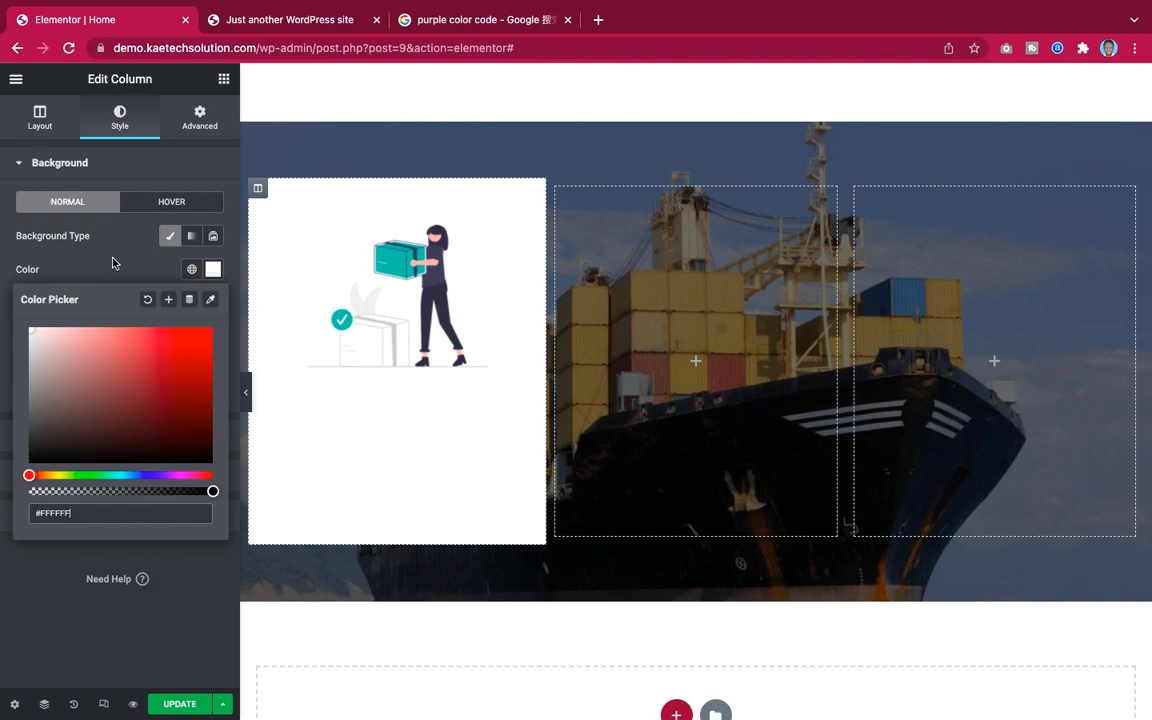 Elementor | Home
Just another WordPress site
purple color code - Google 搜
demo.kaetechsolution.com/wp-admin/post.php?post=9&action=elementor#
Edit Column
Layout
Style
Advanced
Background
NORMAL
HOVER
Background Type
Color
Color Picker
#FFFFFF
Need Help ?
UPDATE